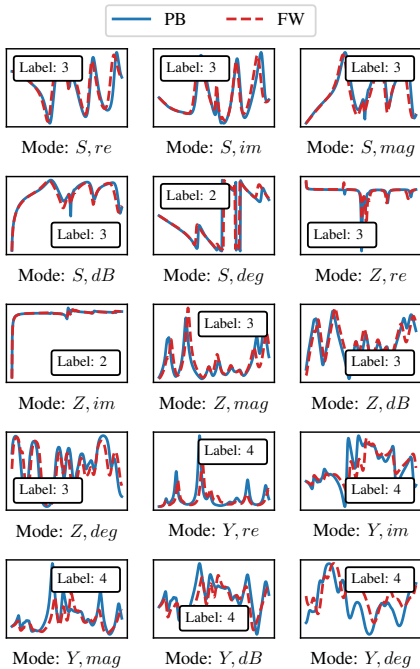 PB FW
Label: 3 Label: 3 Label: 3
Mode: S, re Mode: S, im Mode: S, mag
Label: 3 Label: 2 Label: 3
Mode: S, dB Mode: S, deg Mode: Z, re
Label: 2 Label: 3 Label: 3
Mode: Z, im Mode: Z, mag Mode: Z, dB
Label: 3 Label: 4 Label: 4
Mode: Z, deg Mode: Y, re Mode: Y, im
Label: 4 Label: 4 Label: 4
Mode: Y, mag Mode: Y, dB Mode: Y, deg